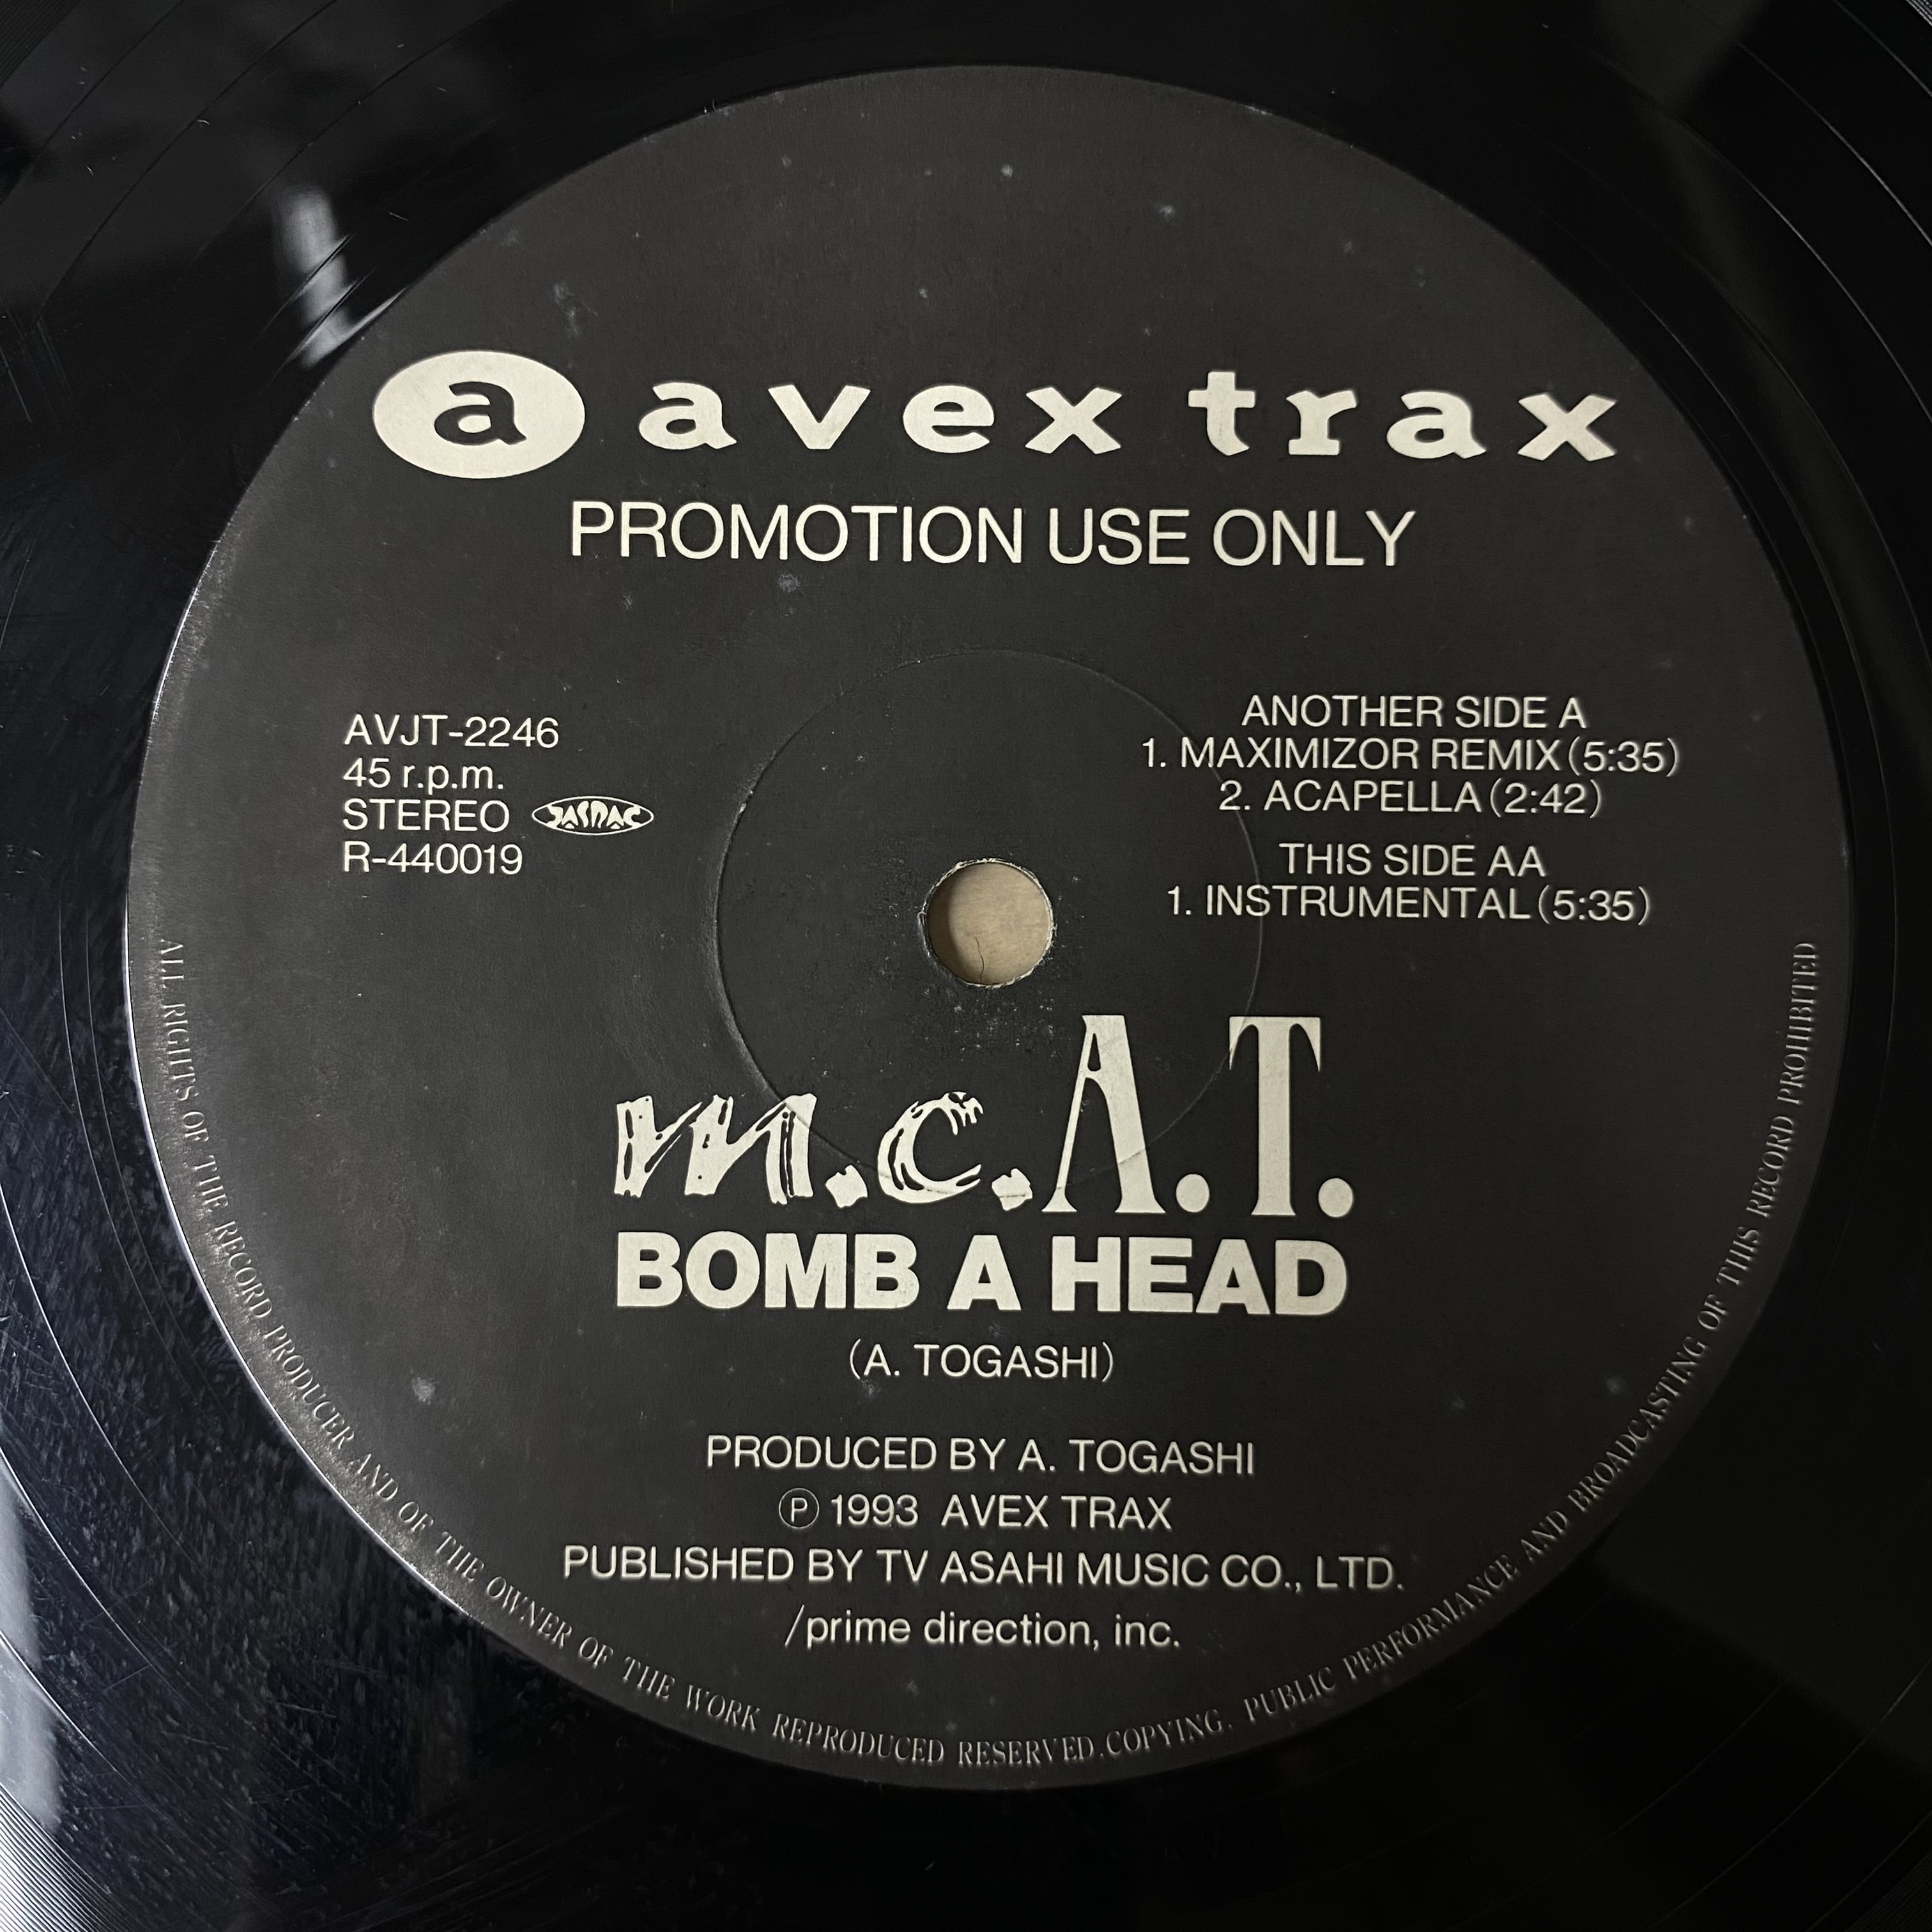 a avex trax
PROMOTION USE ONLY
AVJT-2246
45 r.p.m.
STEREO JASRAC
R-440019
ANOTHER SIDE A
1. MAXIMIZOR REMIX (5:35)
2. ACAPELLA (2:42)
THIS SIDE AA
1. INSTRUMENTAL (5:35)
m.c.A.T.
BOMB A HEAD
(A. TOGASHI)
PRODUCED BY A. TOGASHI
Ⓟ 1993 AVEX TRAX
PUBLISHED BY TV ASAHI MUSIC CO., LTD.
/prime direction, inc.
ALL RIGHTS OF THE RECORD PRODUCER AND OF THE OWNER OF THE WORK REPRODUCED RESERVED.COPYING, PUBLIC PERFORMANCE AND BROADCASTING OF THIS RECORD PROHIBITED